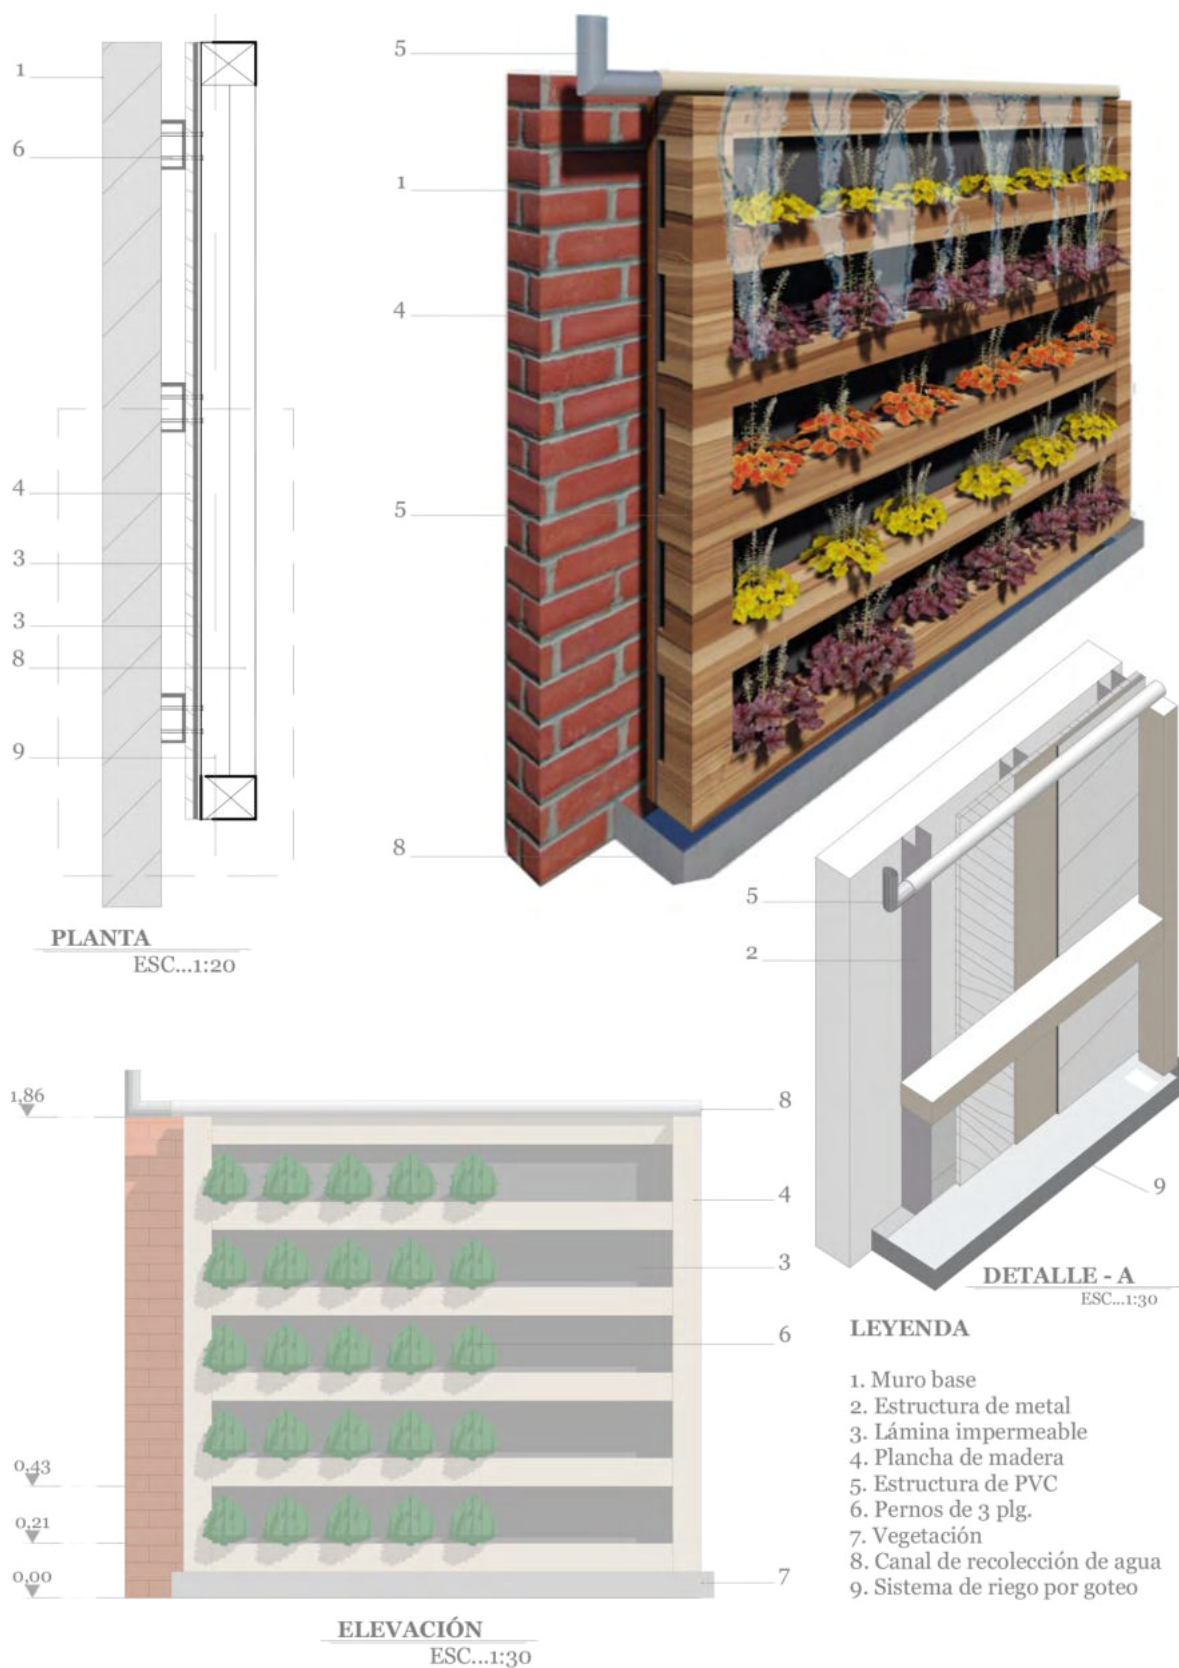 1
6
4
3
3
8
9
PLANTA
ESC...1:20
5
1
4
5
8
5
2
9
DETALLE - A
ESC...1:30
1,86
0,43
0,21
0,00
8
4
3
6
7
ELEVACIÓN
ESC...1:30
LEYENDA
1. Muro base
2. Estructura de metal
3. Lámina impermeable
4. Plancha de madera
5. Estructura de PVC
6. Pernos de 3 plg.
7. Vegetación
8. Canal de recolección de agua
9. Sistema de riego por goteo